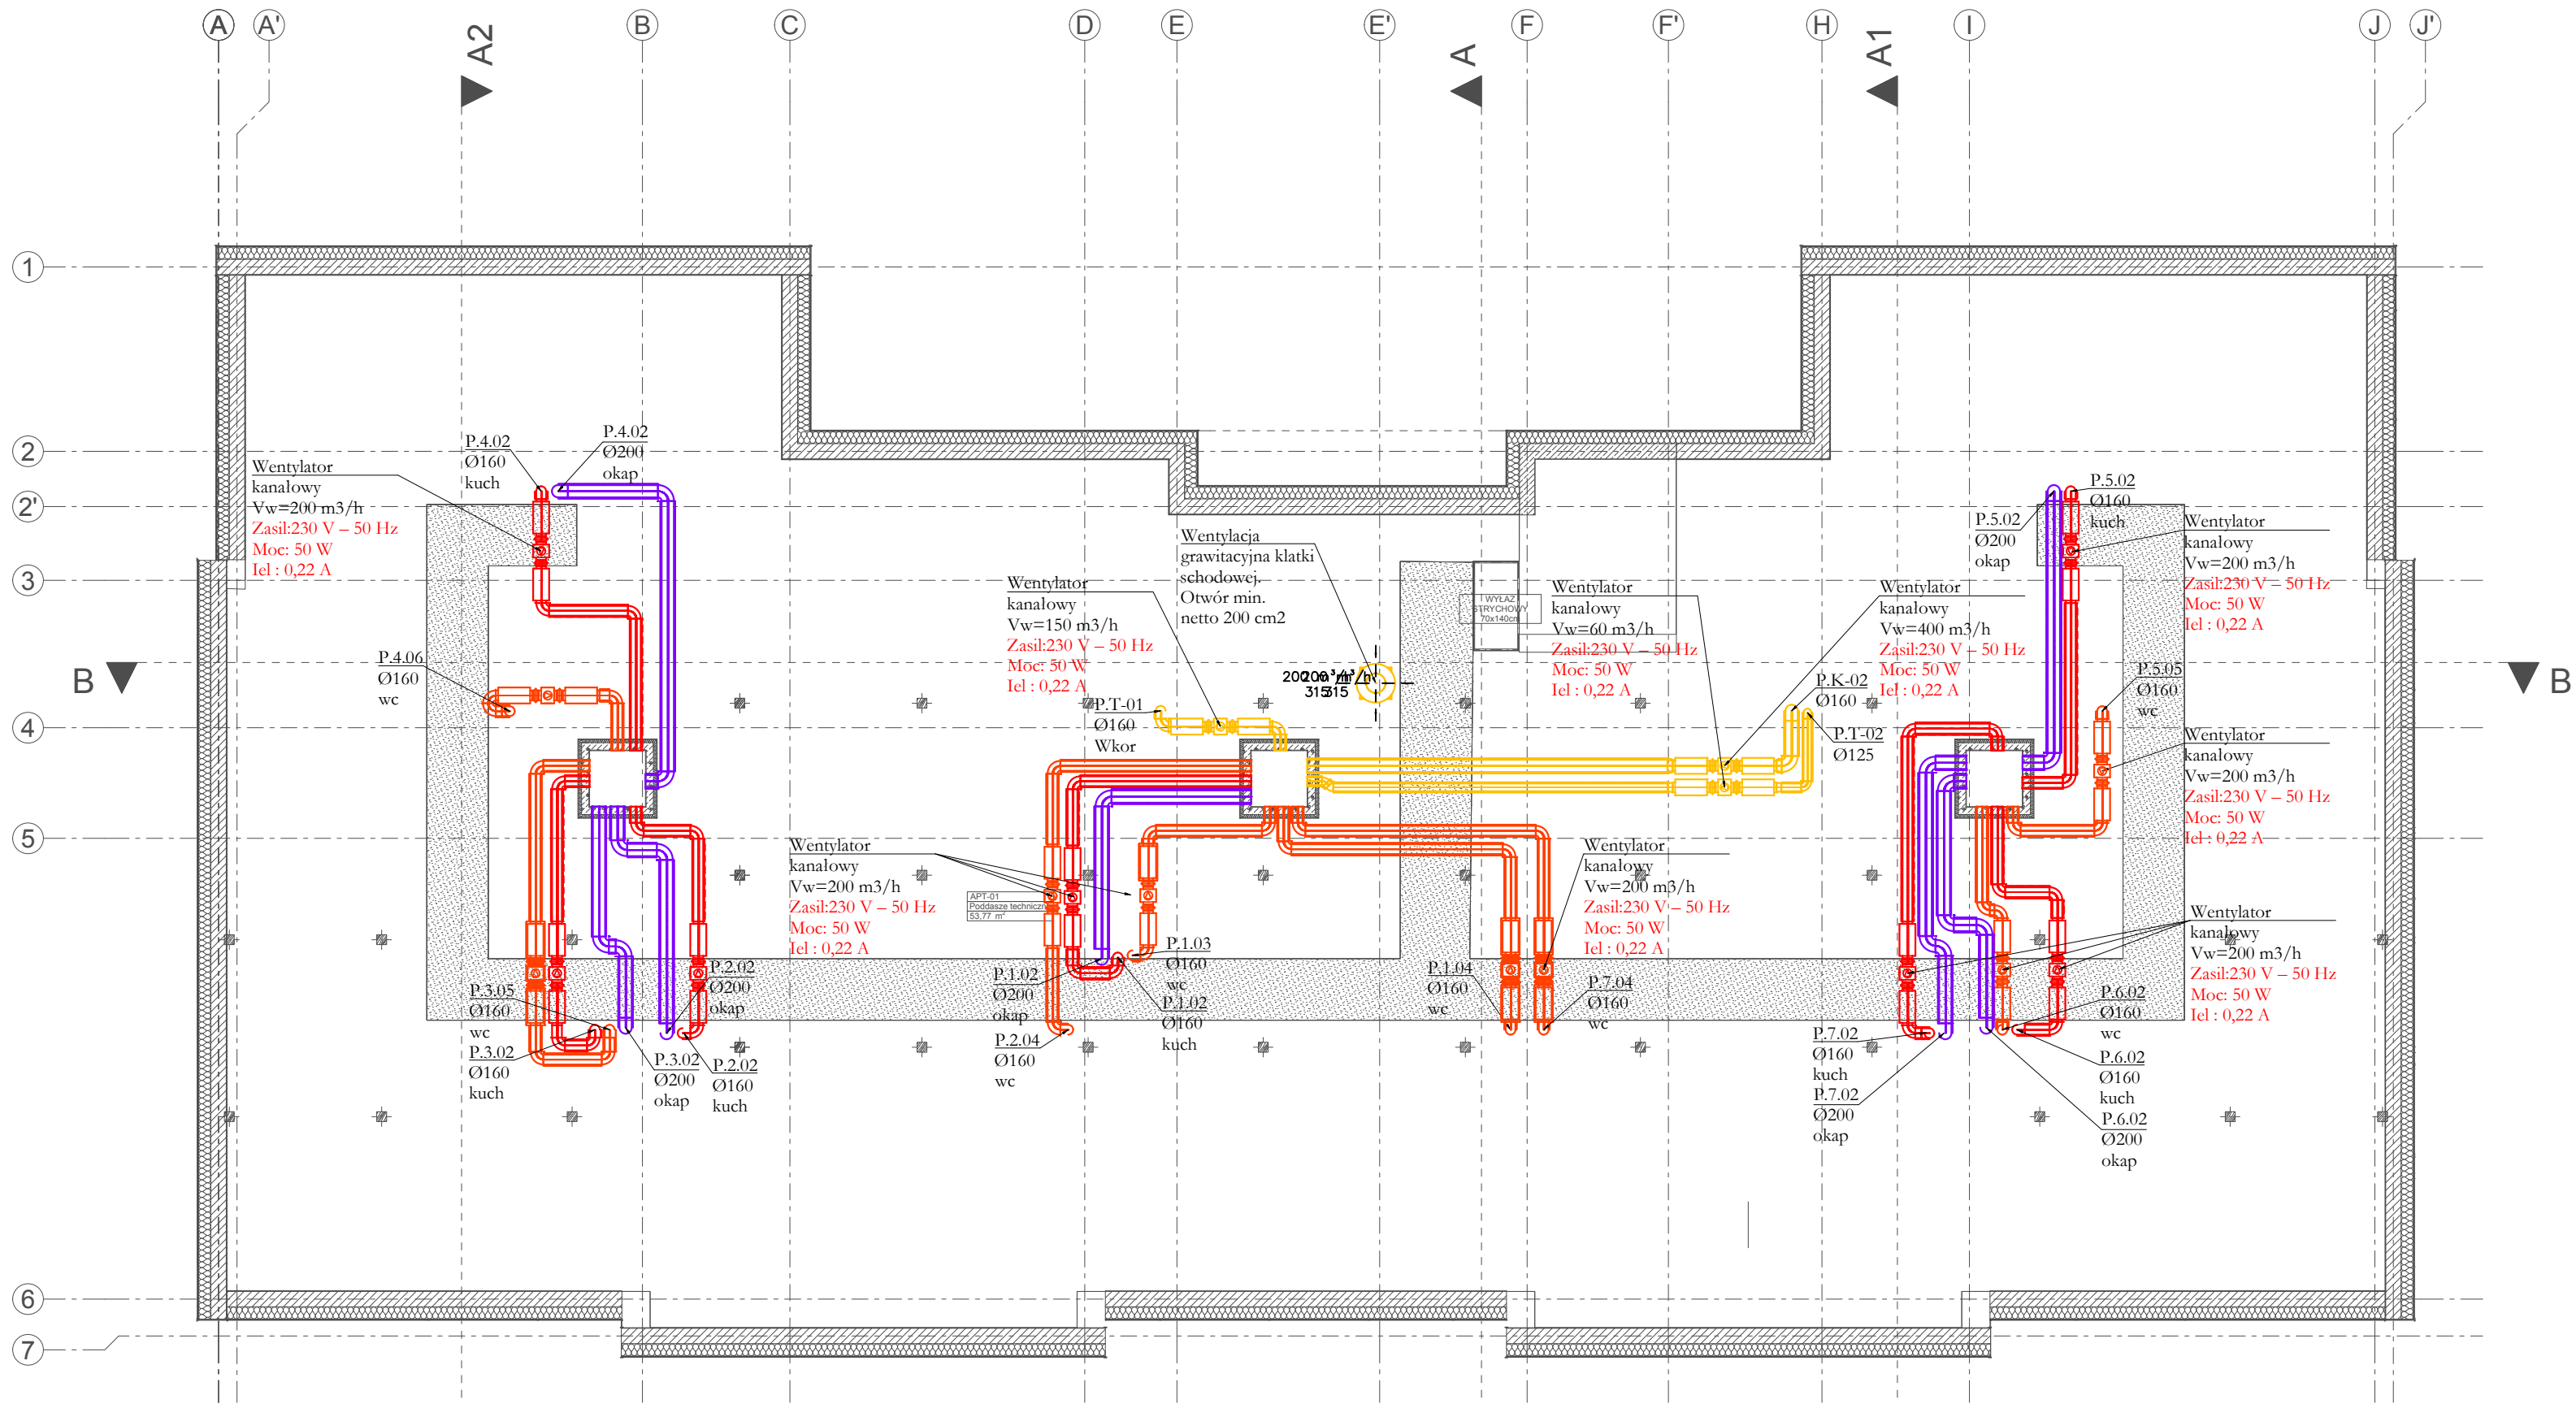 A
A'
A2
B
C
D
E
E'
A
F
F'
H
A1
I
J
J'
1
2
2'
3
4
5
6
7
B
B
Wentylator
kanałowy
Vw=200 m3/h
Zasil:230 V – 50 Hz
Moc: 50 W
Iel : 0,22 A
P.4.02
Ø160
kuch
P.4.02
Ø200
okap
P.4.06
Ø160
wc
P.3.05
Ø160
wc
P.3.02
Ø160
kuch
P.3.02
Ø200
okap
P.2.02
Ø200
okap
P.2.02
Ø160
kuch
Wentylator
kanałowy
Vw=200 m3/h
Zasil:230 V – 50 Hz
Moc: 50 W
Iel : 0,22 A
APT-01
Poddasze techniczn
53,77 m²
Wentylator
kanałowy
Vw=150 m3/h
Zasil:230 V – 50 Hz
Moc: 50 W
Iel : 0,22 A
P.T-01
Ø160
Wkor
Wentylacja
grawitacyjna klatki
schodowej.
Otwór min.
netto 200 cm2
315
WYŁAZ
STRYCHOWY
70x140cm
P.1.02
Ø200
okap
P.2.04
Ø160
wc
P.1.03
Ø160
wc
P.1.02
Ø160
kuch
Wentylator
kanałowy
Vw=60 m3/h
Zasil:230 V – 50 Hz
Moc: 50 W
Iel : 0,22 A
Wentylator
kanałowy
Vw=400 m3/h
Zasil:230 V – 50 Hz
Moc: 50 W
Iel : 0,22 A
P.K-02
Ø160
P.T-02
Ø125
Wentylator
kanałowy
Vw=200 m3/h
Zasil:230 V – 50 Hz
Moc: 50 W
Iel : 0,22 A
P.1.04
Ø160
wc
P.7.04
Ø160
wc
P.5.02
Ø200
okap
P.5.02
Ø160
kuch
Wentylator
kanałowy
Vw=200 m3/h
Zasil:230 V – 50 Hz
Moc: 50 W
Iel : 0,22 A
P.5.05
Ø160
wc
Wentylator
kanałowy
Vw=200 m3/h
Zasil:230 V – 50 Hz
Moc: 50 W
Iel : 0,22 A
Wentylator
kanałowy
Vw=200 m3/h
Zasil:230 V – 50 Hz
Moc: 50 W
Iel : 0,22 A
P.7.02
Ø160
kuch
P.7.02
Ø200
okap
P.6.02
Ø160
wc
P.6.02
Ø160
kuch
P.6.02
Ø200
okap